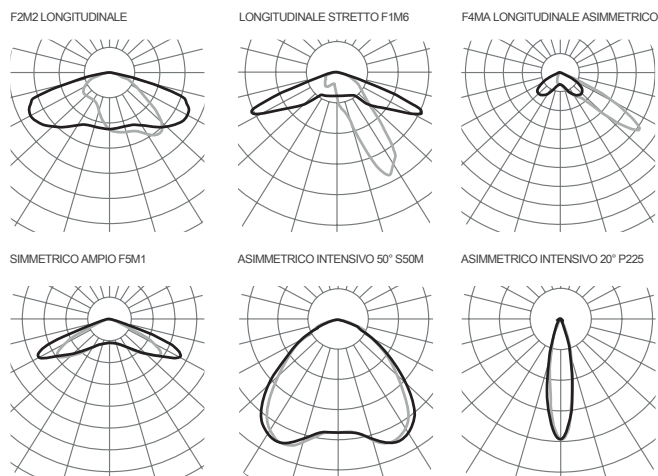 F2M2 LONGITUDINALE
LONGITUDINALE STRETTO F1M6
F4MA LONGITUDINALE ASIMMETRICO
SIMMETRICO AMPIO F5M1
ASIMMETRICO INTENSIVO 50° S50M
ASIMMETRICO INTENSIVO 20° P225